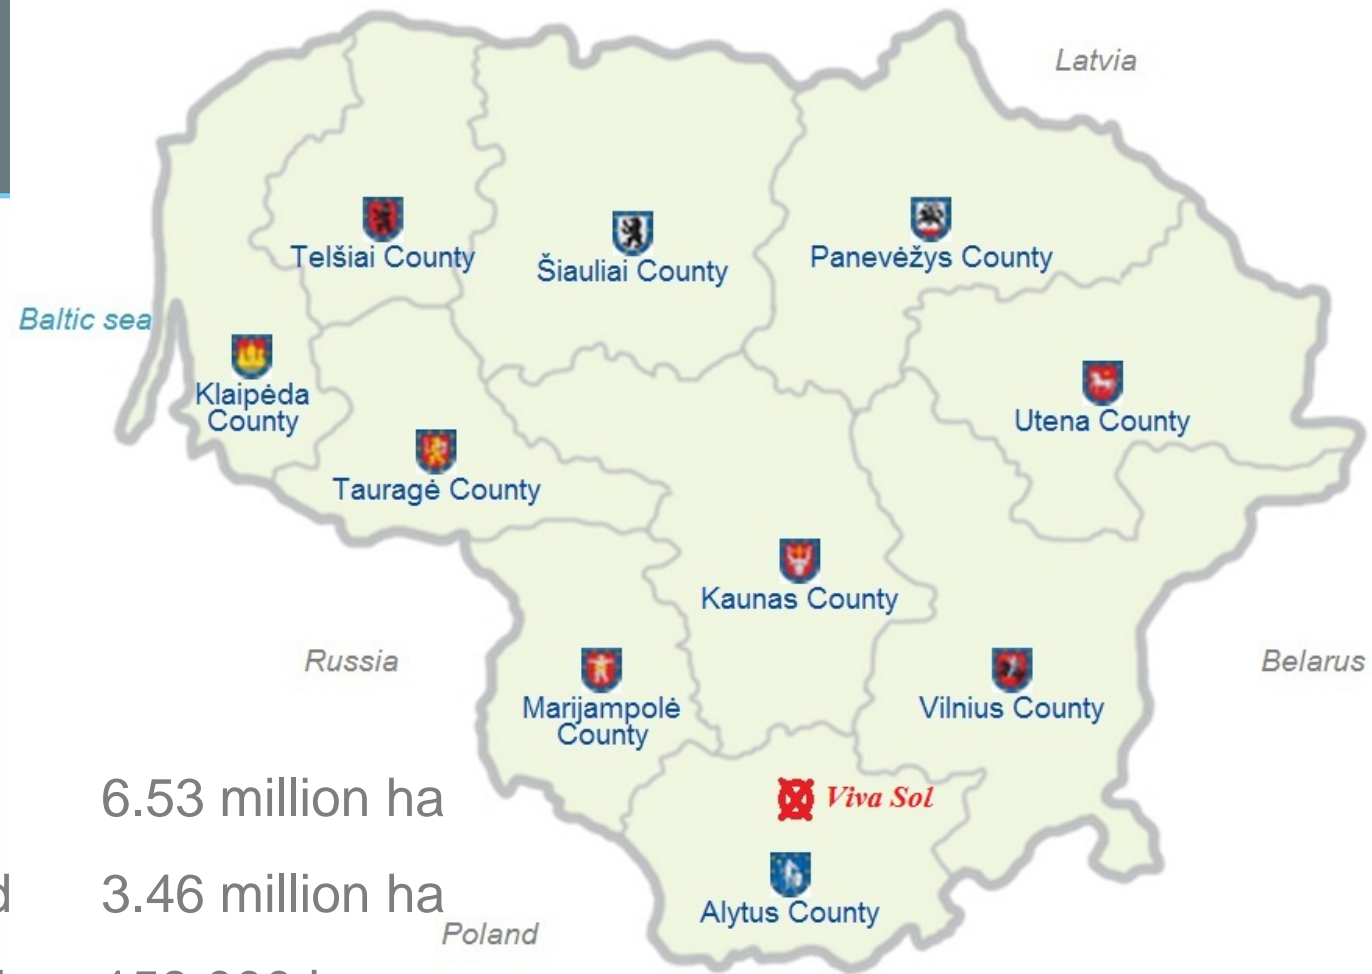 Latvia
Telšiai County
Šiauliai County
Panevėžys County
Baltic sea
Klaipėda
County
Utena County
Tauragė County
Kaunas County
Russia
Belarus
Marijampolė
County
Vilnius County
6.53 million ha
Viva Sol
3.46 million ha
Alytus County
Poland